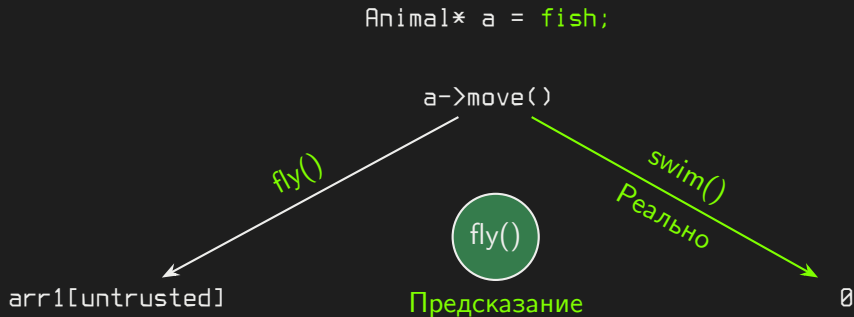 Animal* a = fish;
a->move()
fly()
swim()
Реально
fly()
arr1[untrusted]
Предсказание
0